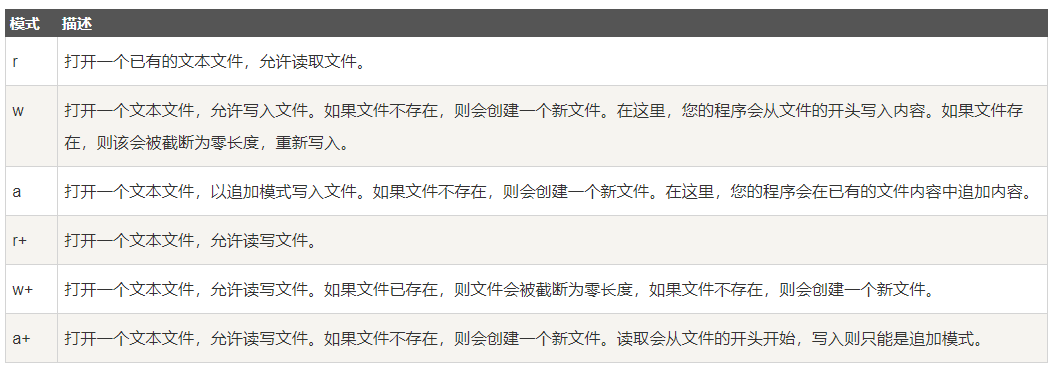 模式 描述
r 打开一个已有的文本文件，允许读取文件。
w 打开一个文本文件，允许写入文件。如果文件不存在，则会创建一个新文件。在这里，您的程序会从文件的开头写入内容。如果文件存
在，则该会被截断为零长度，重新写入。
a 打开一个文本文件，以追加模式写入文件。如果文件不存在，则会创建一个新文件。在这里，您的程序会在已有的文件内容中追加内容。
r+ 打开一个文本文件，允许读写文件。
w+ 打开一个文本文件，允许读写文件。如果文件已存在，则文件会被截断为零长度，如果文件不存在，则会创建一个新文件。
a+ 打开一个文本文件，允许读写文件。如果文件不存在，则会创建一个新文件。读取会从文件的开头开始，写入则只能是追加模式。